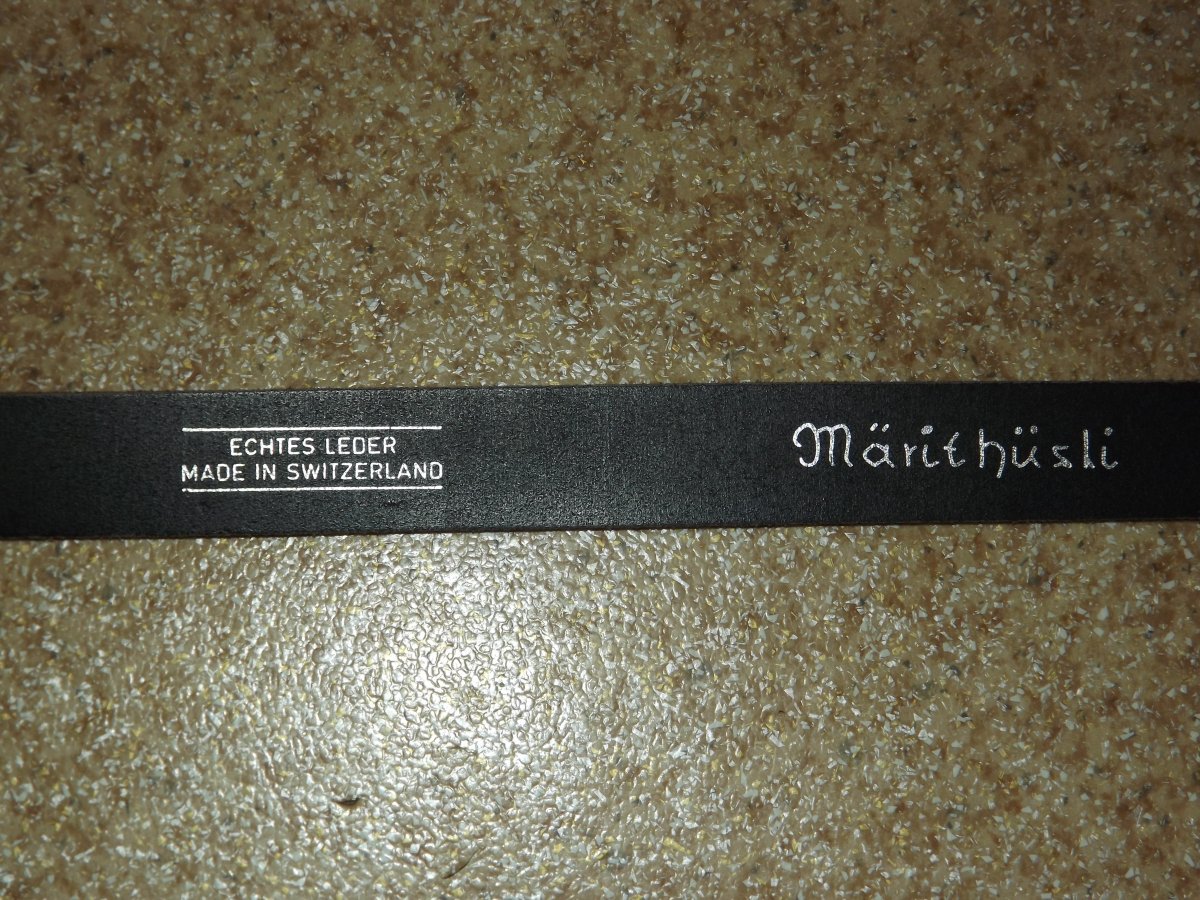 ECHTES LEDER
MADE IN SWITZERLAND
Märithüsli